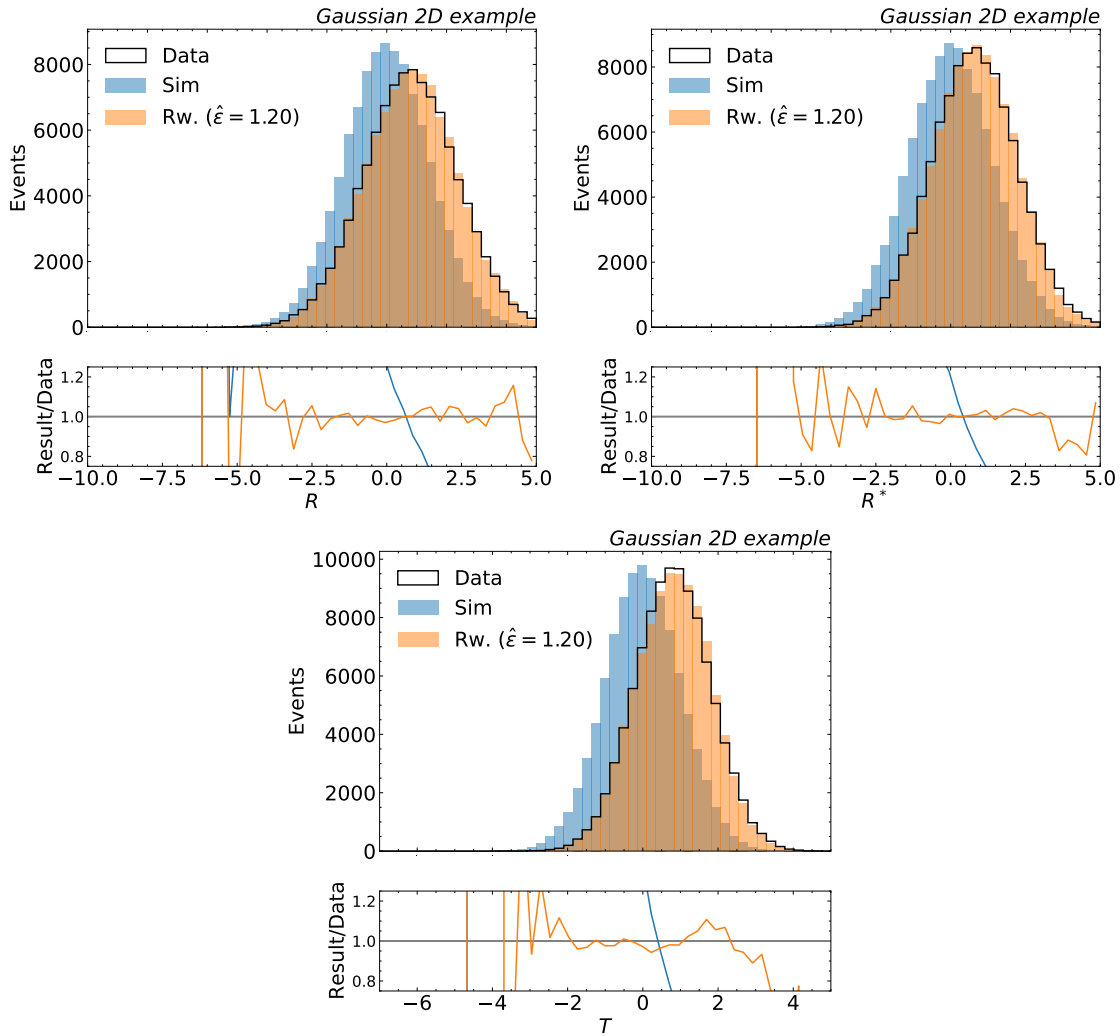 Gaussian 2D example
Data
Sim
Rw. (ε̂ = 1.20)
Events
8000
6000
4000
2000
0
Result/Data
1.2
1.0
0.8
−10.0 −7.5 −5.0 −2.5 0.0 2.5 5.0
R
Gaussian 2D example
Data
Sim
Rw. (ε̂ = 1.20)
Events
8000
6000
4000
2000
0
Result/Data
1.2
1.0
0.8
−10.0 −7.5 −5.0 −2.5 0.0 2.5 5.0
R*
Gaussian 2D example
Data
Sim
Rw. (ε̂ = 1.20)
Events
10000
8000
6000
4000
2000
0
Result/Data
1.2
1.0
0.8
−6 −4 −2 0 2 4
T